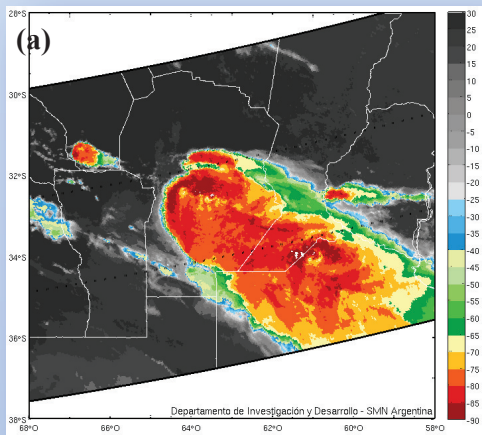 (a)
28°S
30°S
32°S
34°S
36°S
38°S
68°O 66°O 64°O 62°O 60°O 58°O
Departamento de Investigación y Desarrollo - SMN Argentina
30
25
20
15
10
5
0
-5
-10
-15
-20
-25
-30
-35
-40
-45
-50
-55
-60
-65
-70
-75
-80
-85
-90